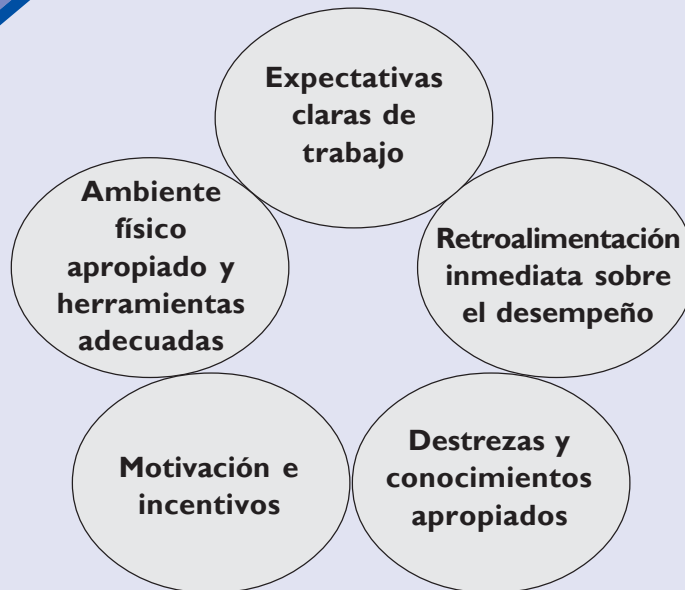 Expectativas
claras de
trabajo
Ambiente
físico
apropiado y
herramientas
adecuadas
Retroalimentación
inmediata sobre
el desempeño
Motivación e
incentivos
Destrezas y
conocimientos
apropiados